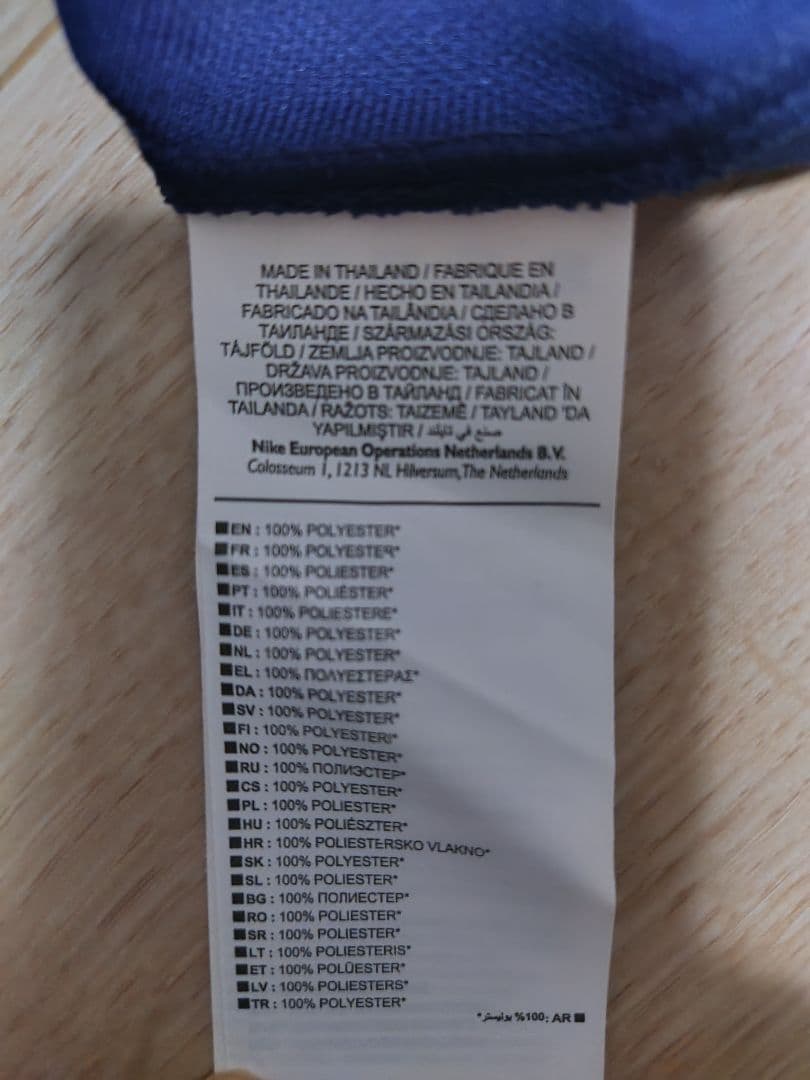 MADE IN THAILAND / FABRIQUE EN
THAILANDE / HECHO EN TAILANDIA /
FABRICADO NA TAILÂNDIA / СДЕЛАНО В
ТАИЛАНДЕ / SZÁRMAZÁSI ORSZÁG:
TÁJFÖLD / ZEMLJA PROIZVODNJE: TAJLAND /
DRŽAVA PROIZVODNJE: TAJLAND /
ПРОИЗВЕДЕНО В ТАЙЛАНД / FABRICAT ÎN
TAILANDA / RAŽOTS: TAIZEMĒ / TAYLAND 'DA
YAPILMIŞTIR / صنع في تايلند
Nike European Operations Netherlands B.V.
Colosseum 1, 1213 NL Hilversum, The Netherlands
EN : 100% POLYESTER*
FR : 100% POLYESTER*
ES : 100% POLIESTER*
PT : 100% POLIÉSTER*
IT : 100% POLIESTERE*
DE : 100% POLYESTER*
NL : 100% POLYESTER*
EL : 100% ΠΟΛΥΕΣΤΕΡΑΣ*
DA : 100% POLYESTER*
SV : 100% POLYESTER*
FI : 100% POLYESTERI*
NO : 100% POLYESTER*
RU : 100% ПОЛИЭСТЕР*
CS : 100% POLYESTER*
PL : 100% POLIESTER*
HU : 100% POLIÉSZTER*
HR : 100% POLIESTERSKO VLAKNO*
SK : 100% POLYESTER*
SL : 100% POLIESTER*
BG : 100% ПОЛИЕСТЕР*
RO : 100% POLIESTER*
SR : 100% POLIESTER*
LT : 100% POLIESTERIS*
ET : 100% POLÜESTER*
LV : 100% POLIESTERS*
TR : 100% POLYESTER*
AR :100% بوليستر*